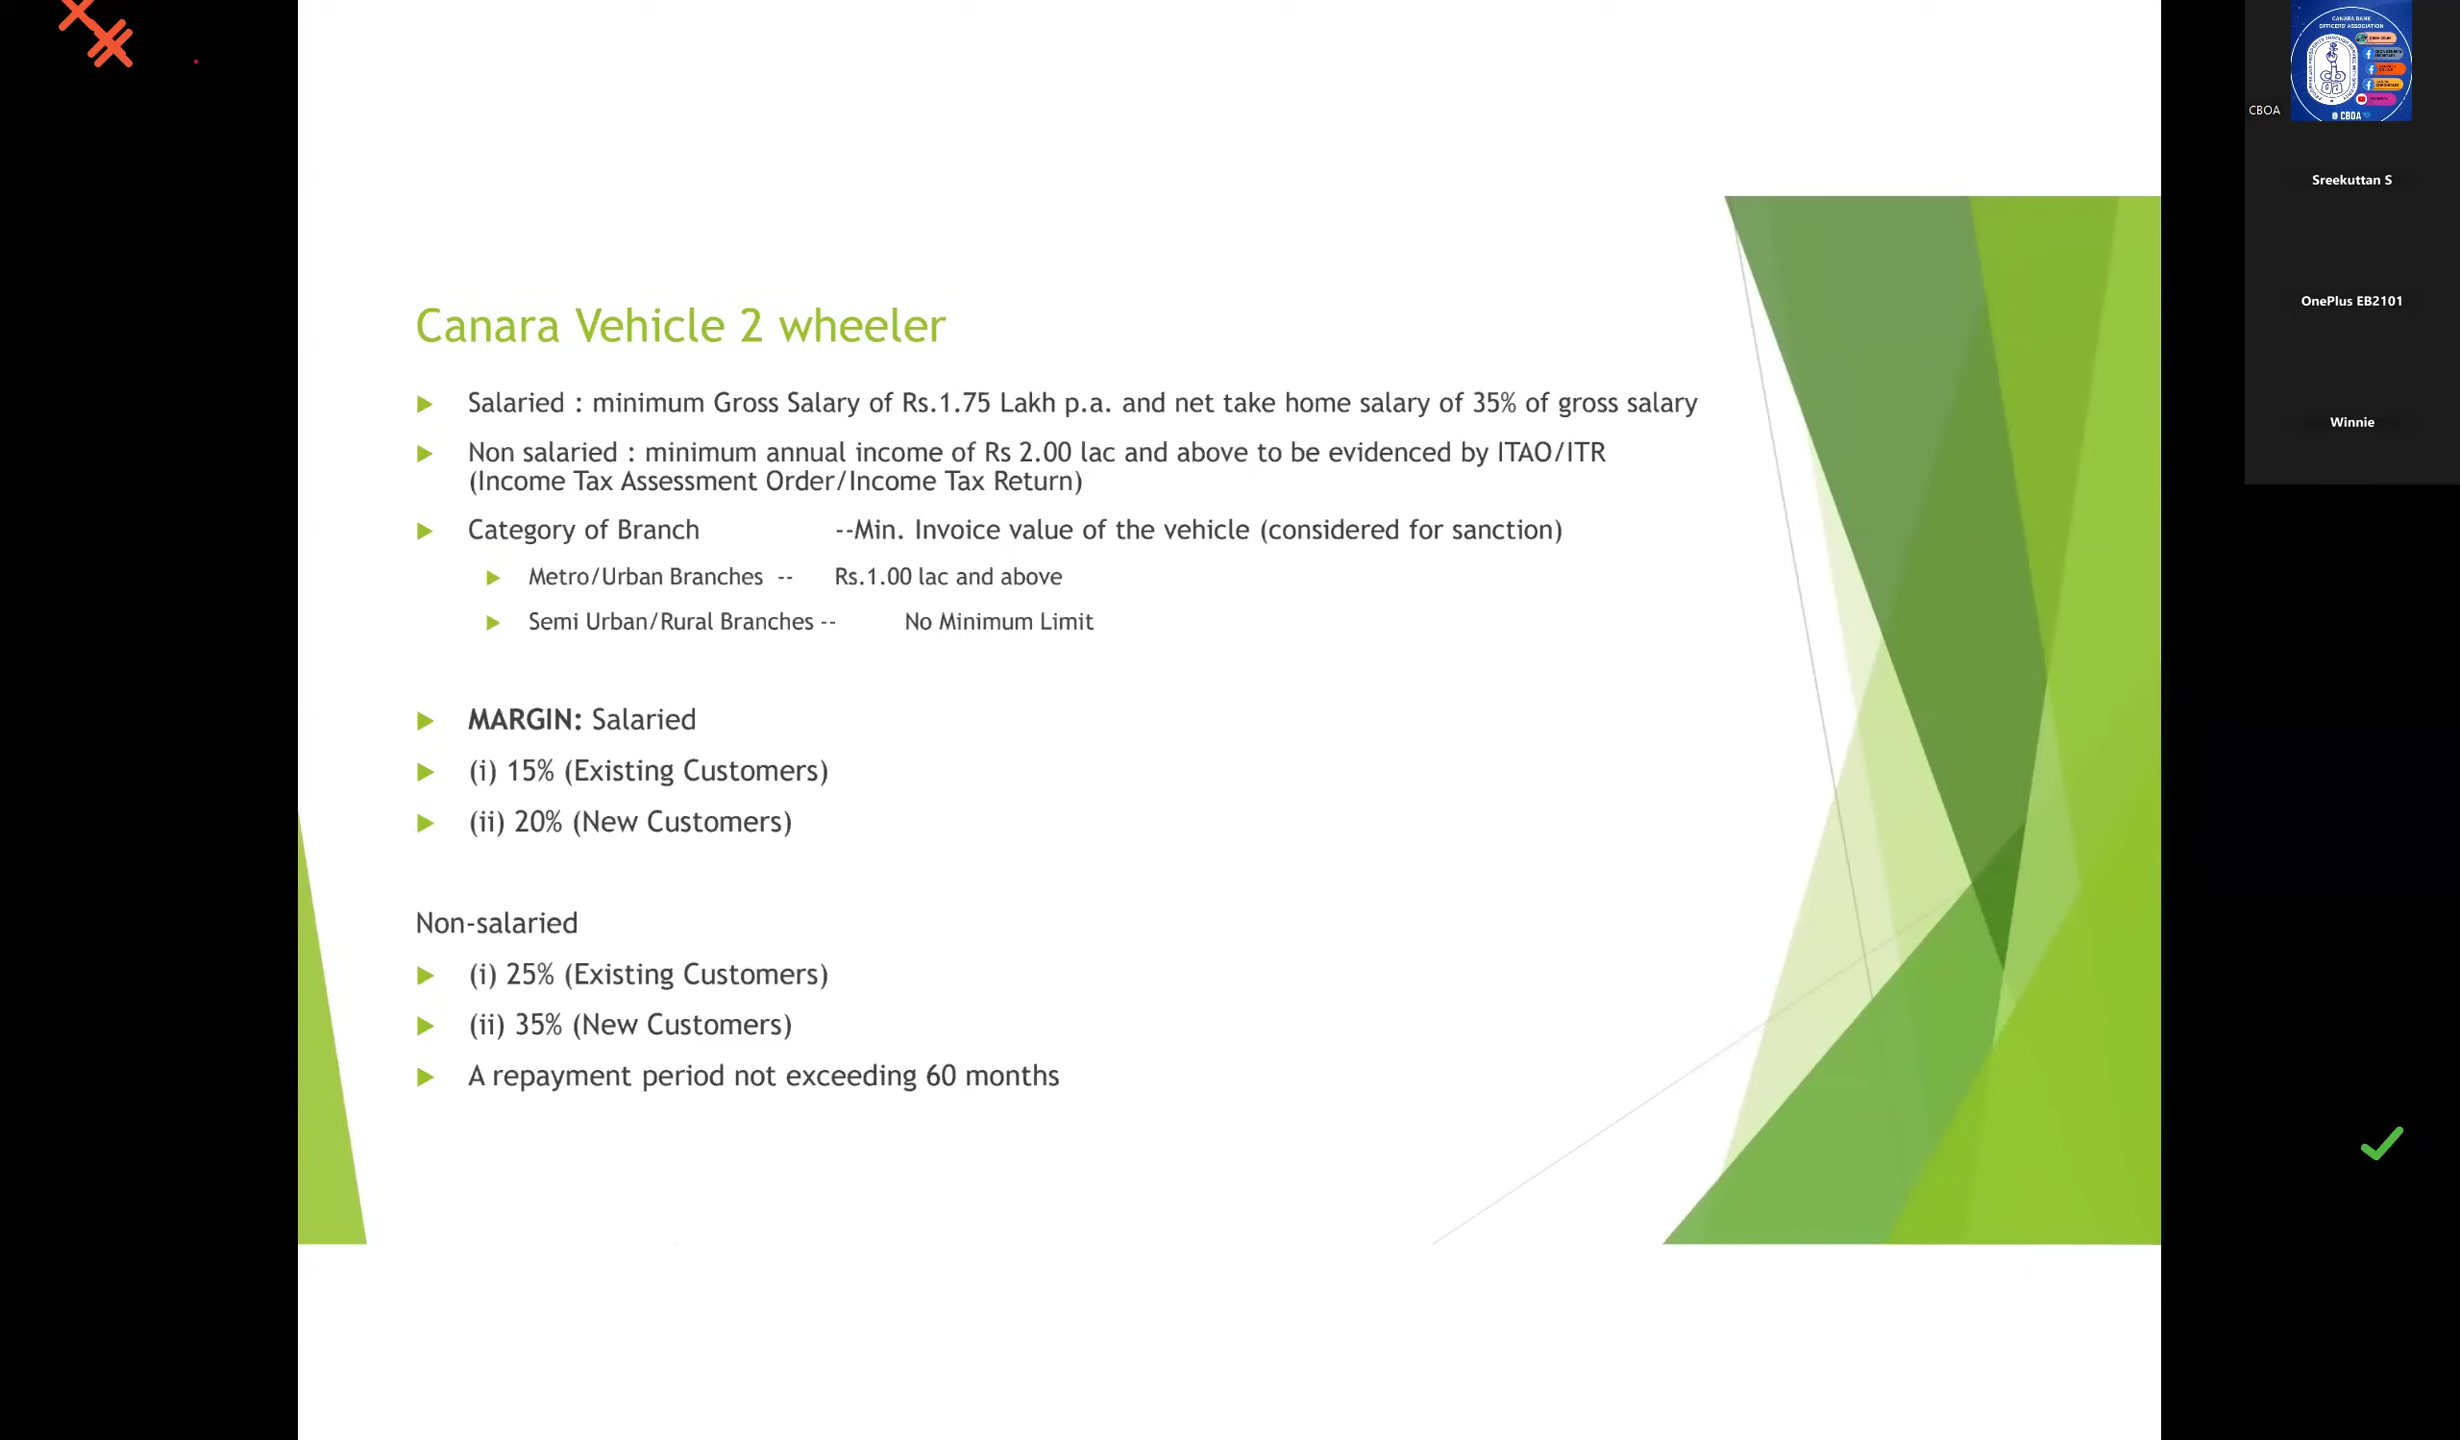 Canara Vehicle 2 wheeler
Salaried : minimum Gross Salary of Rs.1.75 Lakh p.a. and net take home salary of 35% of gross salary
Non salaried : minimum annual income of Rs 2.00 lac and above to be evidenced by ITAO/ITR
(Income Tax Assessment Order/Income Tax Return)
Category of Branch --Min. Invoice value of the vehicle (considered for sanction)
Metro/Urban Branches -- Rs.1.00 lac and above
Semi Urban/Rural Branches -- No Minimum Limit
MARGIN: Salaried
(i) 15% (Existing Customers)
(ii) 20% (New Customers)
Non-salaried
(i) 25% (Existing Customers)
(ii) 35% (New Customers)
A repayment period not exceeding 60 months
CANARA BANK
OFFICERS' ASSOCIATION
@ CBOA
CBOA
Sreekuttan S
OnePlus EB2101
Winnie